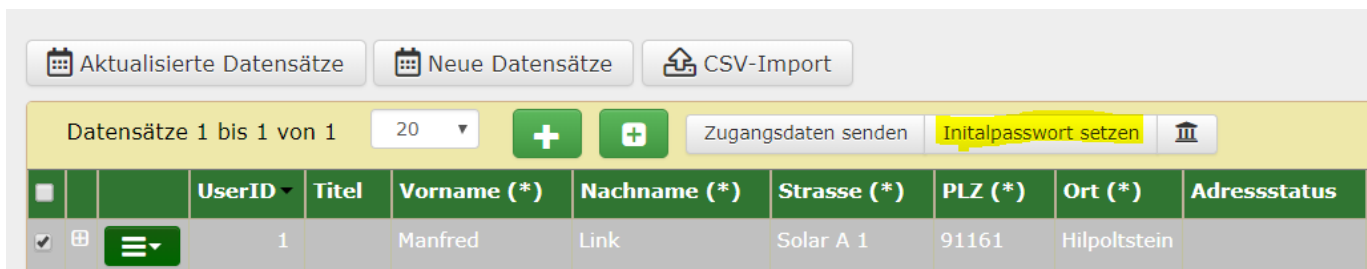 Aktualisierte Datensätze Neue Datensätze CSV-Import
Datensätze 1 bis 1 von 1 20 Zugangsdaten senden Initalpasswort setzen
UserID Titel Vorname (*) Nachname (*) Strasse (*) PLZ (*) Ort (*) Adressstatus
1 Manfred Link Solar A 1 91161 Hilpoltstein